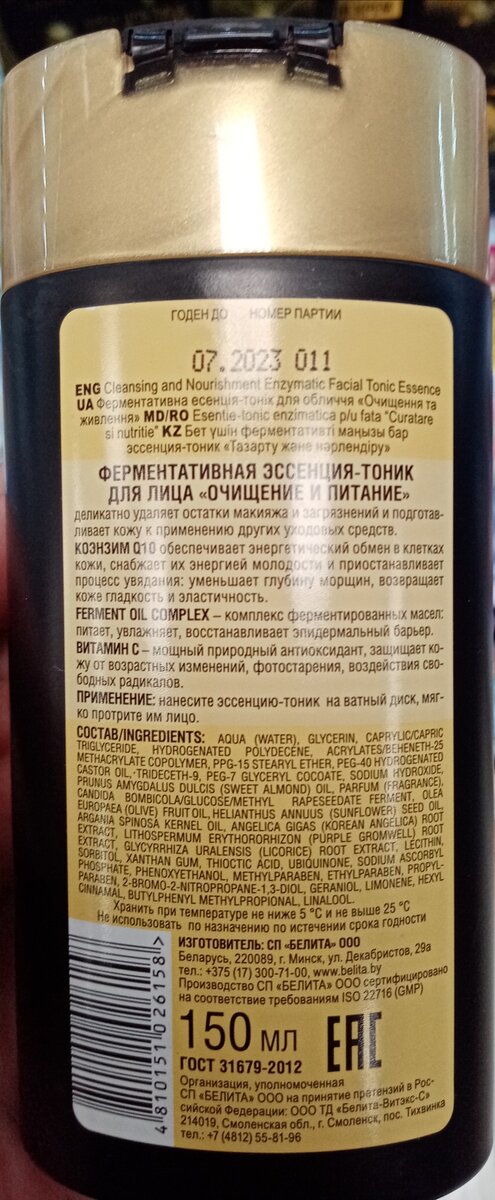 ГОДЕН ДО НОМЕР ПАРТИИ
07.2023 011
ENG Cleansing and Nourishment Enzymatic Facial Tonic Essence
UA Ферментативна есенція-тонік для обличчя «Очищення та
живлення» MD/RO Esentie-tonic enzimatica p/u fata "Curatare
si nutritie" KZ Бет үшін ферментативті маңызы бар
эссенция-тоник «Тазарту және нәрлендіру»
ФЕРМЕНТАТИВНАЯ ЭССЕНЦИЯ-ТОНИК
ДЛЯ ЛИЦА «ОЧИЩЕНИЕ И ПИТАНИЕ»
деликатно удаляет остатки макияжа и загрязнений и подготав-
ливает кожу к применению других уходовых средств.
КОЭНЗИМ Q10 обеспечивает энергетический обмен в клетках
кожи, снабжает их энергией молодости и приостанавливает
процесс увядания: уменьшает глубину морщин, возвращает
коже гладкость и эластичность.
FERMENT OIL COMPLEX – комплекс ферментированных масел:
питает, увлажняет, восстанавливает эпидермальный барьер.
ВИТАМИН С – мощный природный антиоксидант, защищает ко-
жу от возрастных изменений, фотостарения, воздействия сво-
бодных радикалов.
ПРИМЕНЕНИЕ: нанесите эссенцию-тоник на ватный диск, мяг-
ко протрите им лицо.
СОСТАВ/INGREDIENTS: AQUA (WATER), GLYCERIN, CAPRYLIC/CAPRIC
TRIGLYCERIDE, HYDROGENATED POLYDECENE, ACRYLATES/BEHENETH-25
METHACRYLATE COPOLYMER, PPG-15 STEARYL ETHER, PEG-40 HYDROGENATED
CASTOR OIL, TRIDECETH-9, PEG-7 GLYCERYL COCOATE, SODIUM HYDROXIDE,
PRUNUS AMYGDALUS DULCIS (SWEET ALMOND) OIL, PARFUM (FRAGRANCE),
CANDIDA BOMBICOLA/GLUCOSE/METHYL RAPESEEDATE FERMENT, OLEA
EUROPAEA (OLIVE) FRUIT OIL, HELIANTHUS ANNUUS (SUNFLOWER) SEED OIL,
ARGANIA SPINOSA KERNEL OIL, ANGELICA GIGAS (KOREAN ANGELICA) ROOT
EXTRACT, LITHOSPERMUM ERYTHORORHIZON (PURPLE GROMWELL) ROOT
EXTRACT, GLYCYRRHIZA URALENSIS (LICORICE) ROOT EXTRACT, LECITHIN,
SORBITOL, XANTHAN GUM, THIOCTIC ACID, UBIQUINONE, SODIUM ASCORBYL
PHOSPHATE, PHENOXYETHANOL, METHYLPARABEN, ETHYLPARABEN, PROPYL-
PARABEN, 2-BROMO-2-NITROPROPANE-1,3-DIOL, GERANIOL, LIMONENE, HEXYL
CINNAMAL, BUTYLPHENYL METHYLPROPIONAL, LINALOOL.
Хранить при температуре не ниже 5 °С и не выше 25 °С
Не использовать по назначению по истечении срока годности
ИЗГОТОВИТЕЛЬ: СП «БЕЛИТА» ООО
Беларусь, 220089, г. Минск, ул. Декабристов, 29а
тел.: +375 (17) 300-71-00, www.belita.by
Производство СП «БЕЛИТА» ООО сертифицировано
на соответствие требованиям ISO 22716 (GMP)
150 мл
EAC
ГОСТ 31679-2012
Организация, уполномоченная
СП «БЕЛИТА» ООО на принятие претензий в Рос-
сийской Федерации: ООО ТД «Белита-Витэкс-С»
214019, Смоленская обл., г. Смоленск, пос. Тихвинка
тел.: +7 (4812) 55-81-96
4 810151 026158 >